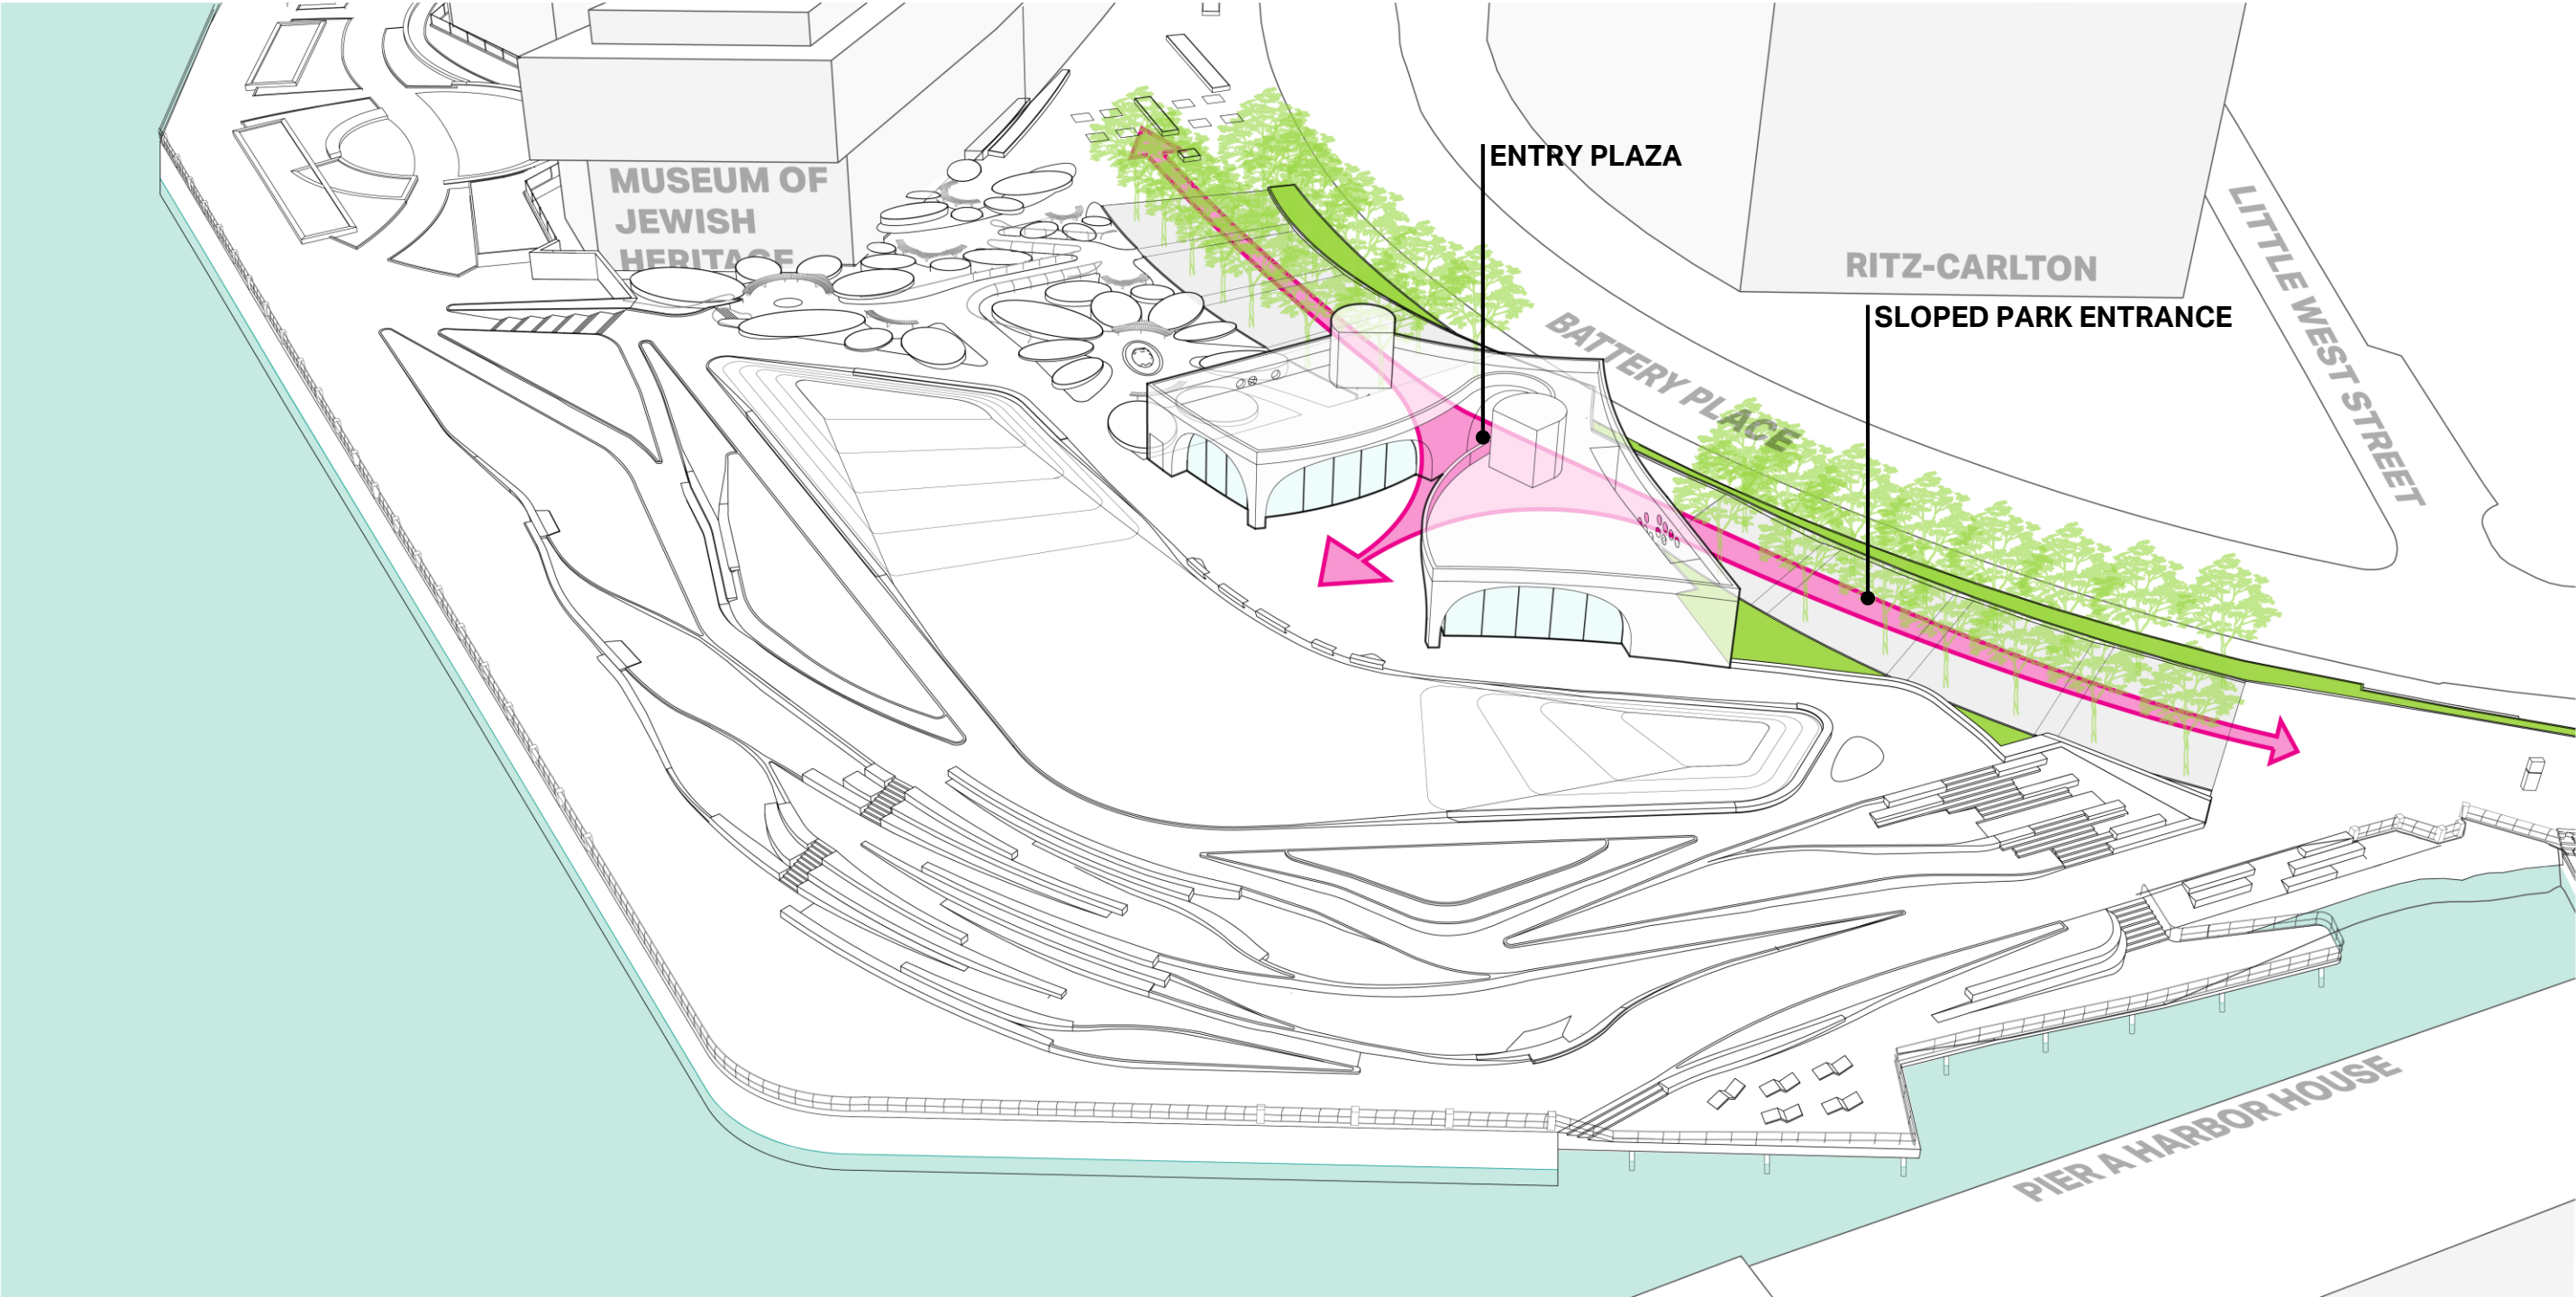 ENTRY PLAZA
MUSEUM OF
JEWISH
HERITAGE
RITZ-CARLTON
LITTLE WEST STREET
SLOPED PARK ENTRANCE
BATTERY PLACE
PIER A HARBOR HOUSE